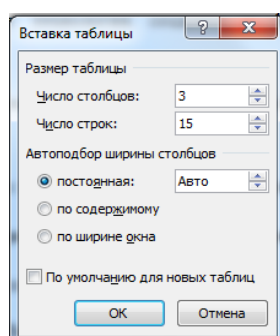 Вставка таблицы
Размер таблицы
Число столбцов: 3
Число строк: 15
Автоподбор ширины столбцов
постоянная: Авто
по содержимому
по ширине окна
По умолчанию для новых таблиц
ОК Отмена